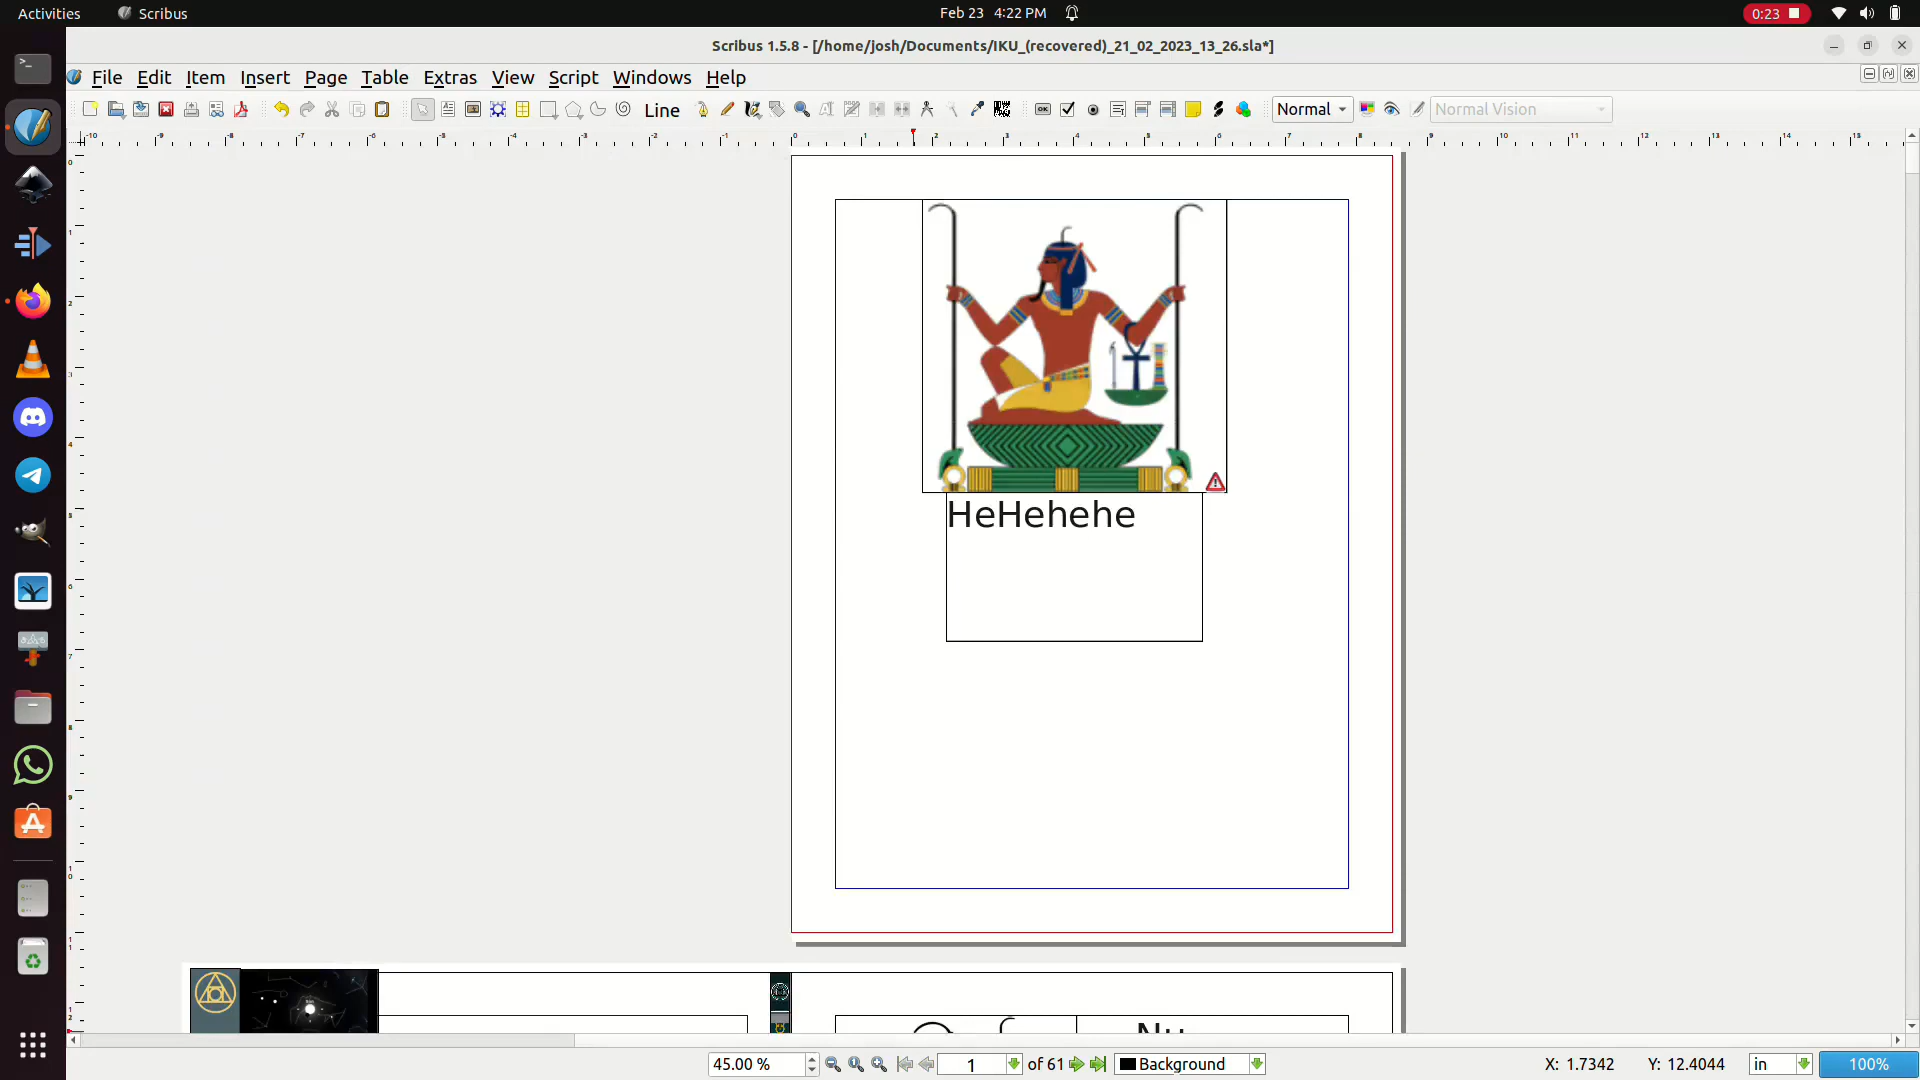 Activities Scribus Feb 23 4:22 PM 0:23
Scribus 1.5.8 - [/home/josh/Documents/IKU_(recovered)_21_02_2023_13_26.sla*]
File Edit Item Insert Page Table Extras View Script Windows Help
Line Normal Normal Vision
HeHehehe
45.00 % 1 of 61 Background X: 1.7342 Y: 12.4044 in 100%